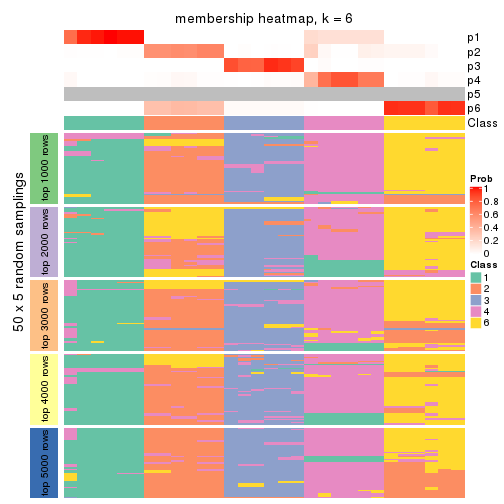 membership heatmap, k = 6
p1
p2
p3
p4
p5
p6
Class
50 x 5 random samplings
top 1000 rows
top 2000 rows
top 3000 rows
top 4000 rows
top 5000 rows
Prob
1
0.8
0.6
0.4
0.2
0
Class
1
2
3
4
6